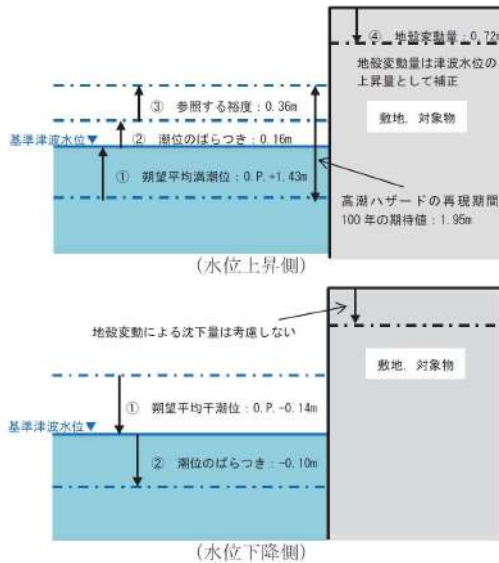 ④ 地殻変動量：0.72m
地殻変動量は津波水位の
上昇量として補正
③ 参照する裕度：0.36m
敷地，対象物
基準津波水位▼
② 潮位のばらつき：0.16m
① 朔望平均満潮位：O.P.+1.43m
高潮ハザードの再現期間
100年の期待値：1.95m
(水位上昇側)
地殻変動による沈下量は考慮しない
敷地，対象物
① 朔望平均干潮位：O.P.-0.14m
基準津波水位▼
② 潮位のばらつき：-0.10m
(水位下降側)